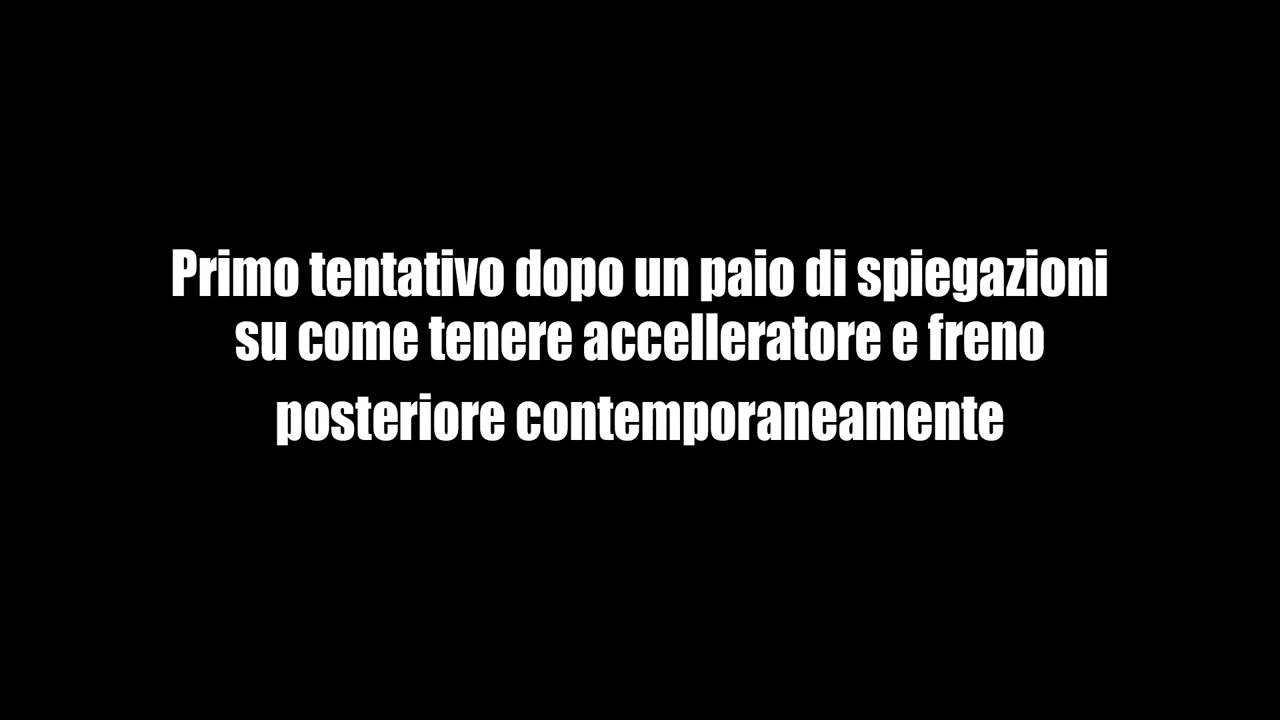 Primo tentativo dopo un paio di spiegazioni
su come tenere accelleratore e freno
posteriore contemporaneamente